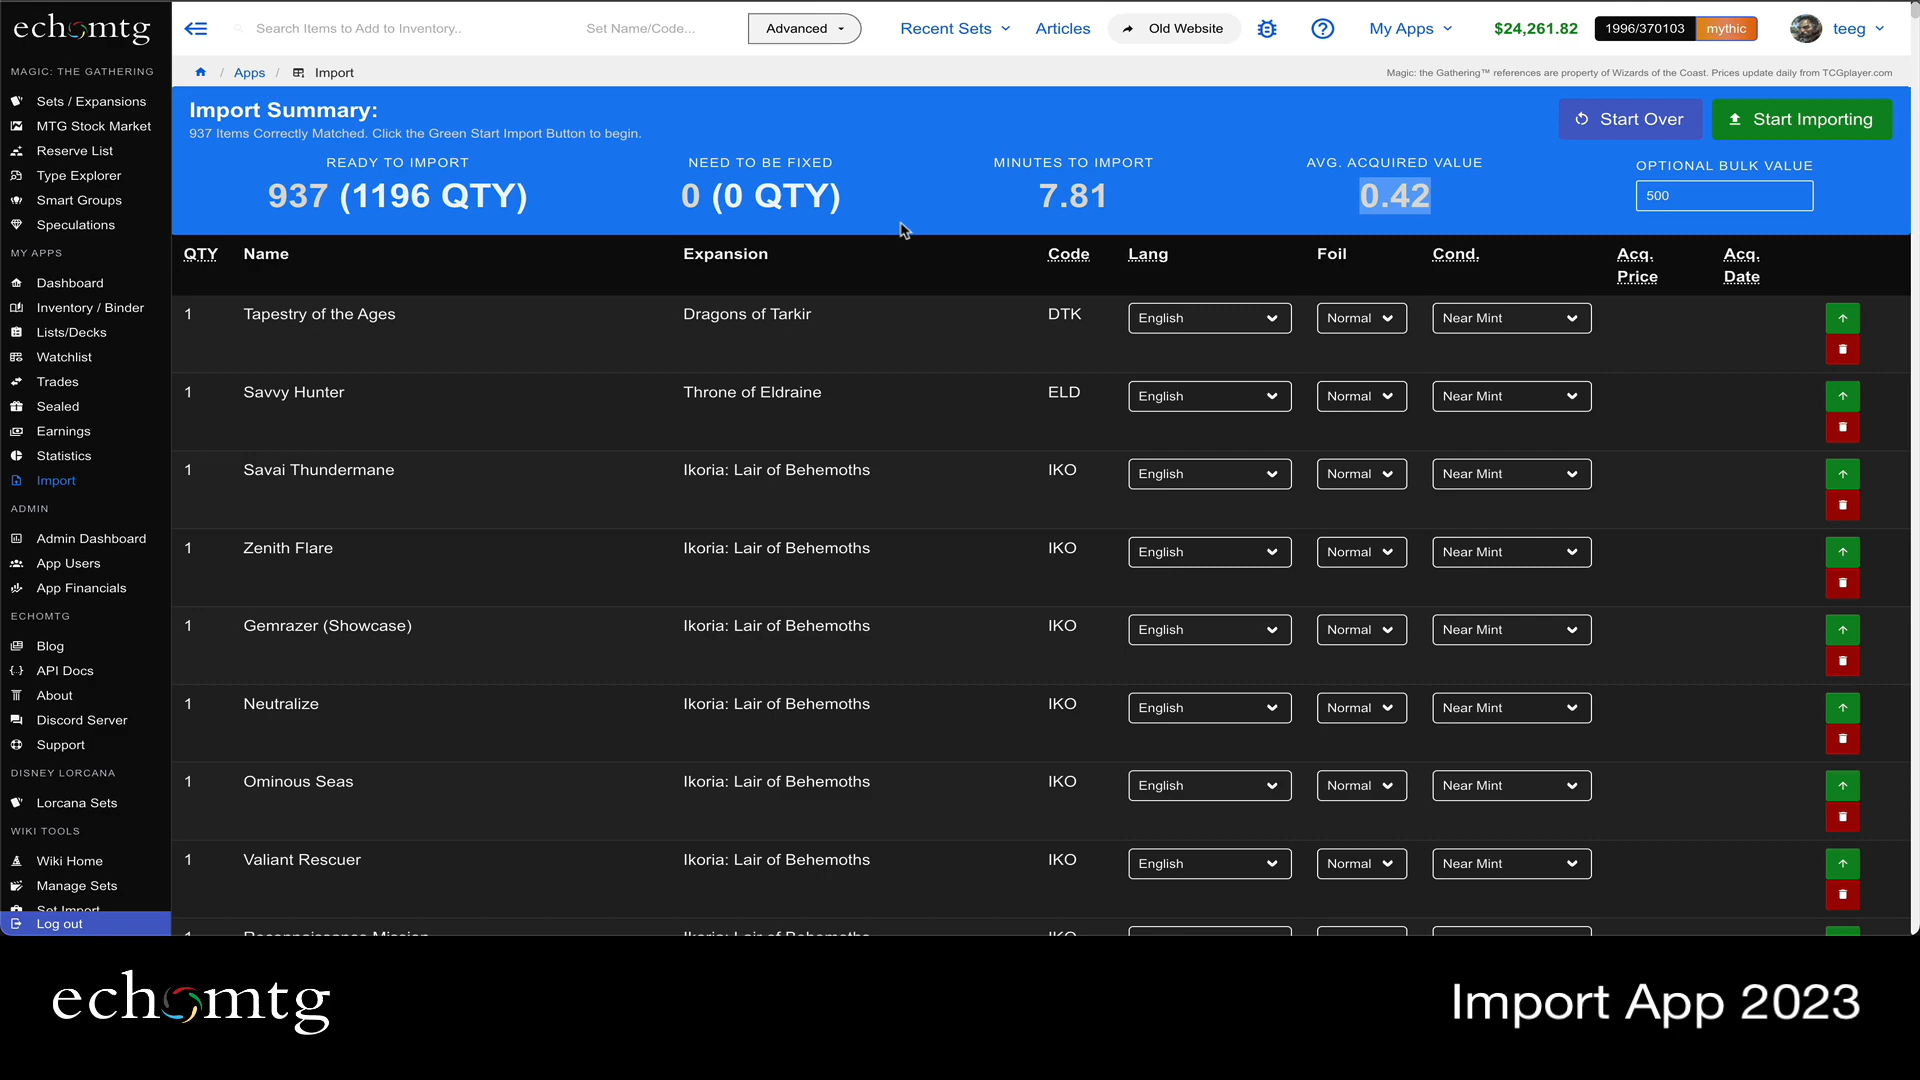 echomtg
Search Items to Add to Inventory..
Set Name/Code...
Advanced
Recent Sets
Articles
Old Website
My Apps
$24,261.82
1996/370103
mythic
teeg
Apps / Import
Magic: the Gathering™ references are property of Wizards of the Coast. Prices update daily from TCGplayer.com
MAGIC: THE GATHERING
Sets / Expansions
MTG Stock Market
Reserve List
Type Explorer
Smart Groups
Speculations
MY APPS
Dashboard
Inventory / Binder
Lists/Decks
Watchlist
Trades
Sealed
Earnings
Statistics
Import
ADMIN
Admin Dashboard
App Users
App Financials
ECHOMTG
Blog
API Docs
About
Discord Server
Support
DISNEY LORCANA
Lorcana Sets
WIKI TOOLS
Wiki Home
Manage Sets
Set Import
Log out
Import Summary:
937 Items Correctly Matched. Click the Green Start Import Button to begin.
Start Over
Start Importing
READY TO IMPORT
937 (1196 QTY)
NEED TO BE FIXED
0 (0 QTY)
MINUTES TO IMPORT
7.81
AVG. ACQUIRED VALUE
0.42
OPTIONAL BULK VALUE
500
QTY Name Expansion Code Lang Foil Cond. Acq. Price Acq. Date
1 Tapestry of the Ages Dragons of Tarkir DTK English Normal Near Mint
1 Savvy Hunter Throne of Eldraine ELD English Normal Near Mint
1 Savai Thundermane Ikoria: Lair of Behemoths IKO English Normal Near Mint
1 Zenith Flare Ikoria: Lair of Behemoths IKO English Normal Near Mint
1 Gemrazer (Showcase) Ikoria: Lair of Behemoths IKO English Normal Near Mint
1 Neutralize Ikoria: Lair of Behemoths IKO English Normal Near Mint
1 Ominous Seas Ikoria: Lair of Behemoths IKO English Normal Near Mint
1 Valiant Rescuer Ikoria: Lair of Behemoths IKO English Normal Near Mint
1 Reconnaissance Mission Ikoria: Lair of Behemoths IKO
echomtg
Import App 2023